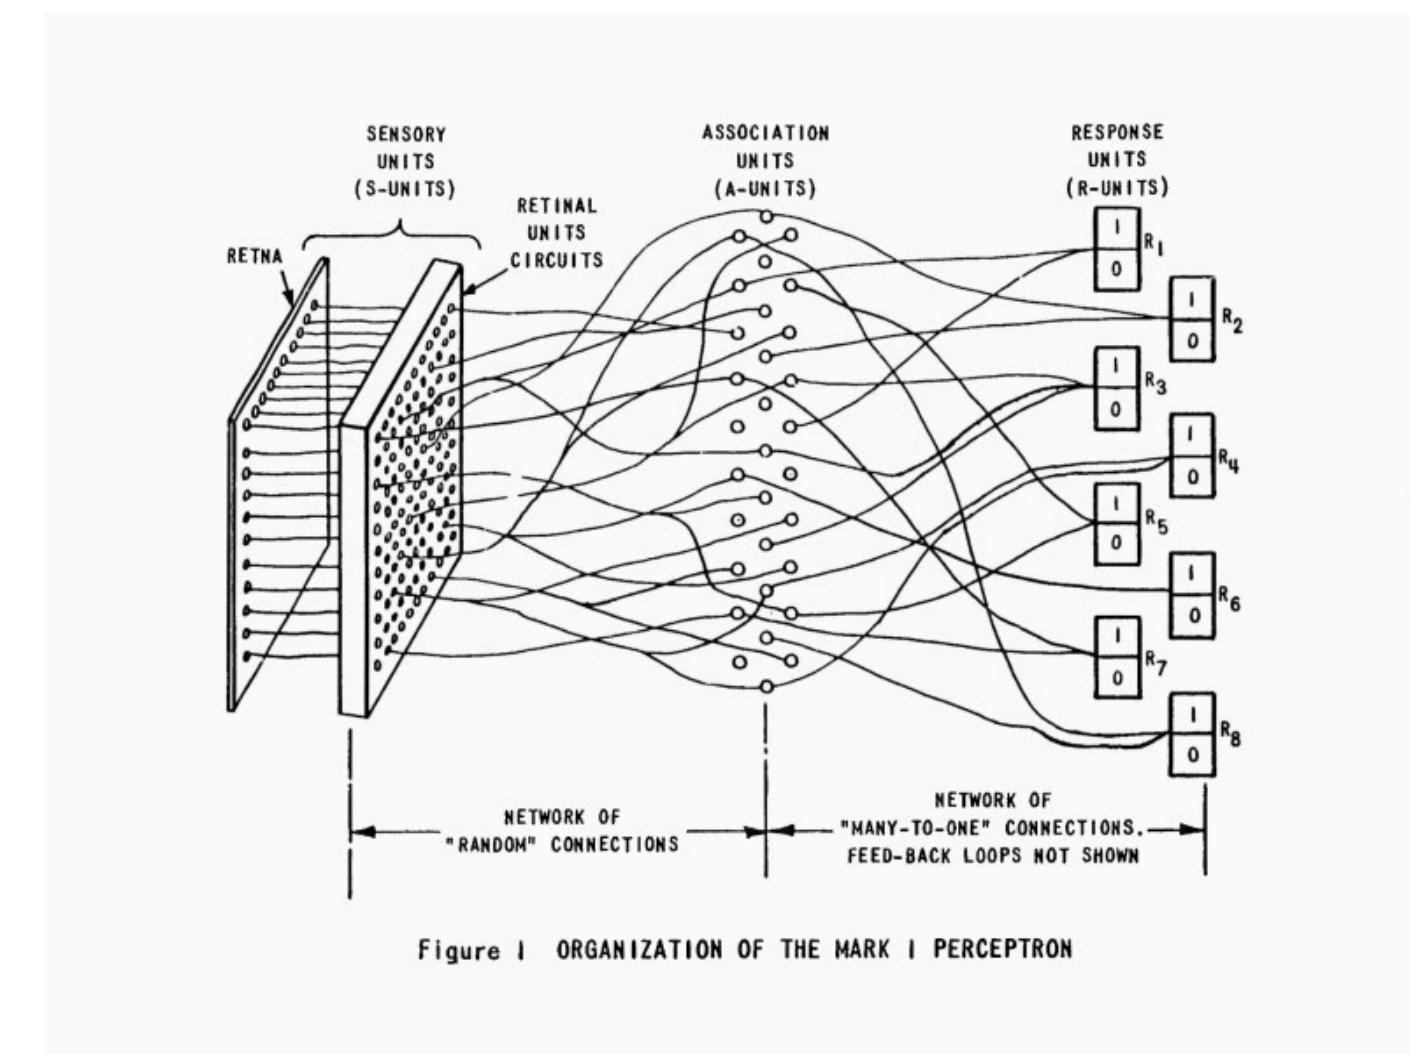 SENSORY
UNITS
(S-UNITS)
ASSOCIATION
UNITS
(A-UNITS)
RESPONSE
UNITS
(R-UNITS)
RETINAL
UNITS
CIRCUITS
RETNA
1
0
R1
1
0
R2
1
0
R3
1
0
R4
1
0
R5
1
0
R6
1
0
R7
1
0
R8
NETWORK OF
"RANDOM" CONNECTIONS
NETWORK OF
"MANY-TO-ONE" CONNECTIONS.
FEED-BACK LOOPS NOT SHOWN
Figure 1 ORGANIZATION OF THE MARK I PERCEPTRON